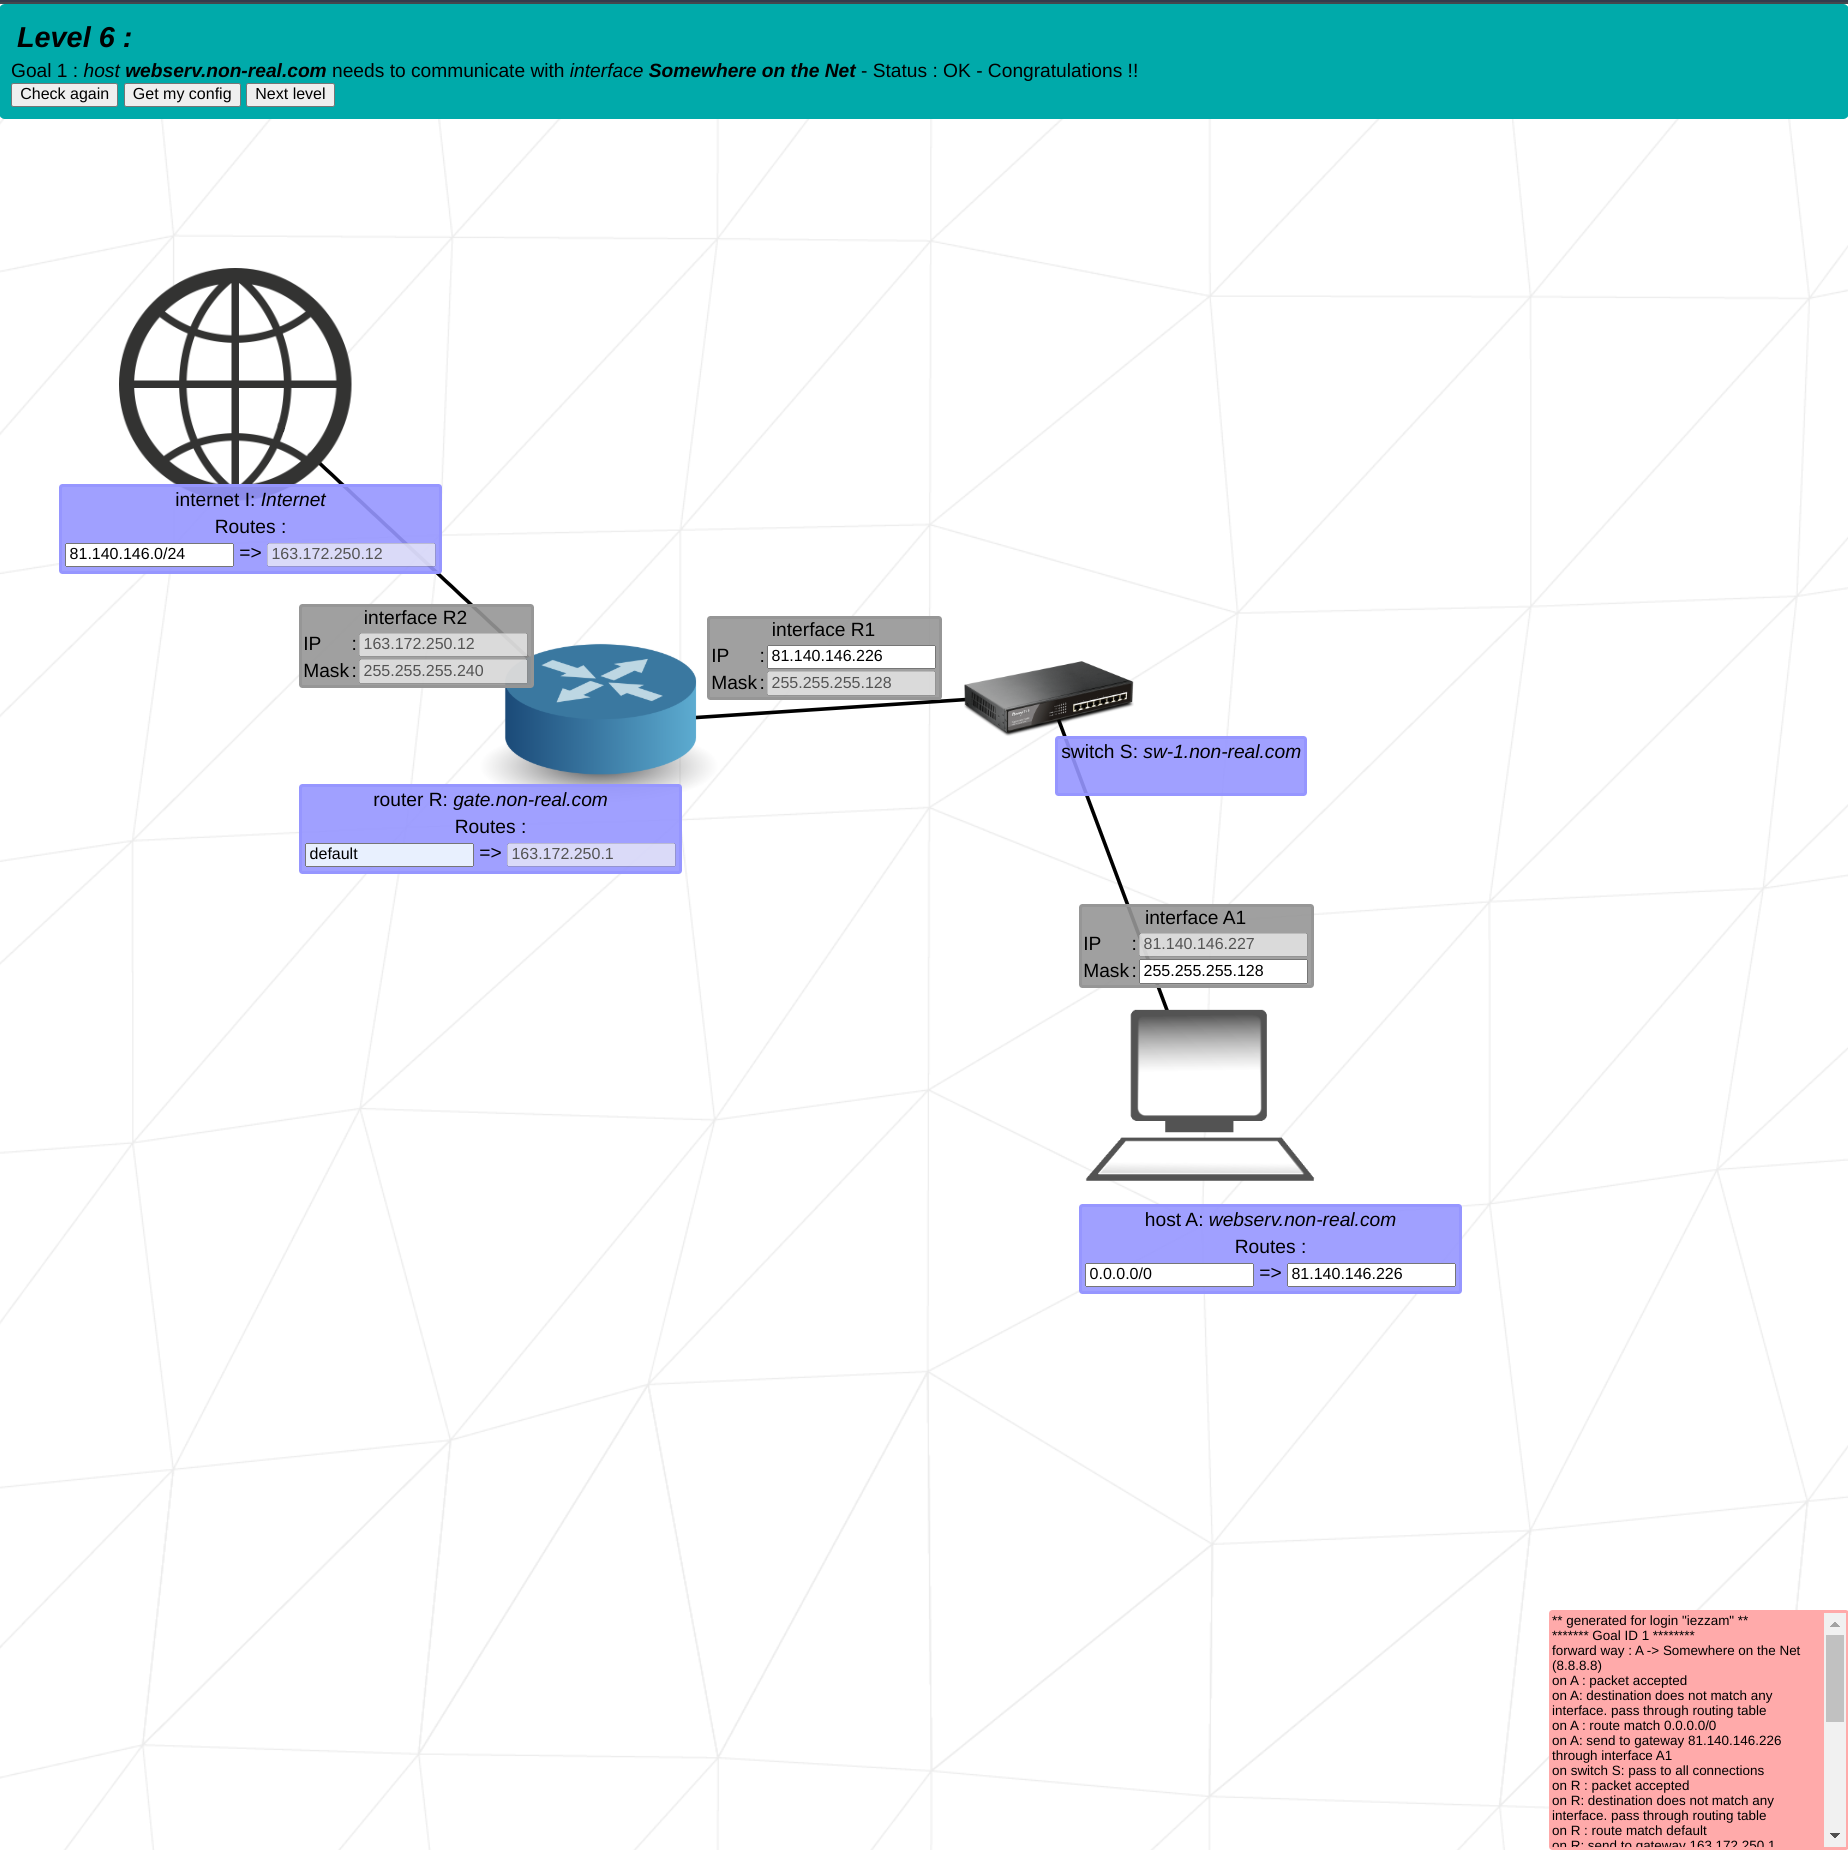 Level 6 :
Goal 1 : host webserv.non-real.com needs to communicate with interface Somewhere on the Net - Status : OK - Congratulations !!
Check again Get my config Next level
internet I: Internet
Routes :
81.140.146.0/24 => 163.172.250.12
interface R2
IP : 163.172.250.12
Mask : 255.255.255.240
interface R1
IP : 81.140.146.226
Mask : 255.255.255.128
switch S: sw-1.non-real.com
router R: gate.non-real.com
Routes :
default => 163.172.250.1
interface A1
IP : 81.140.146.227
Mask : 255.255.255.128
host A: webserv.non-real.com
Routes :
0.0.0.0/0 => 81.140.146.226
** generated for login "iezzam" **
******* Goal ID 1 ********
forward way : A -> Somewhere on the Net
(8.8.8.8)
on A : packet accepted
on A: destination does not match any
interface. pass through routing table
on A : route match 0.0.0.0/0
on A: send to gateway 81.140.146.226
through interface A1
on switch S: pass to all connections
on R : packet accepted
on R: destination does not match any
interface. pass through routing table
on R : route match default
on R: send to gateway 163.172.250.1